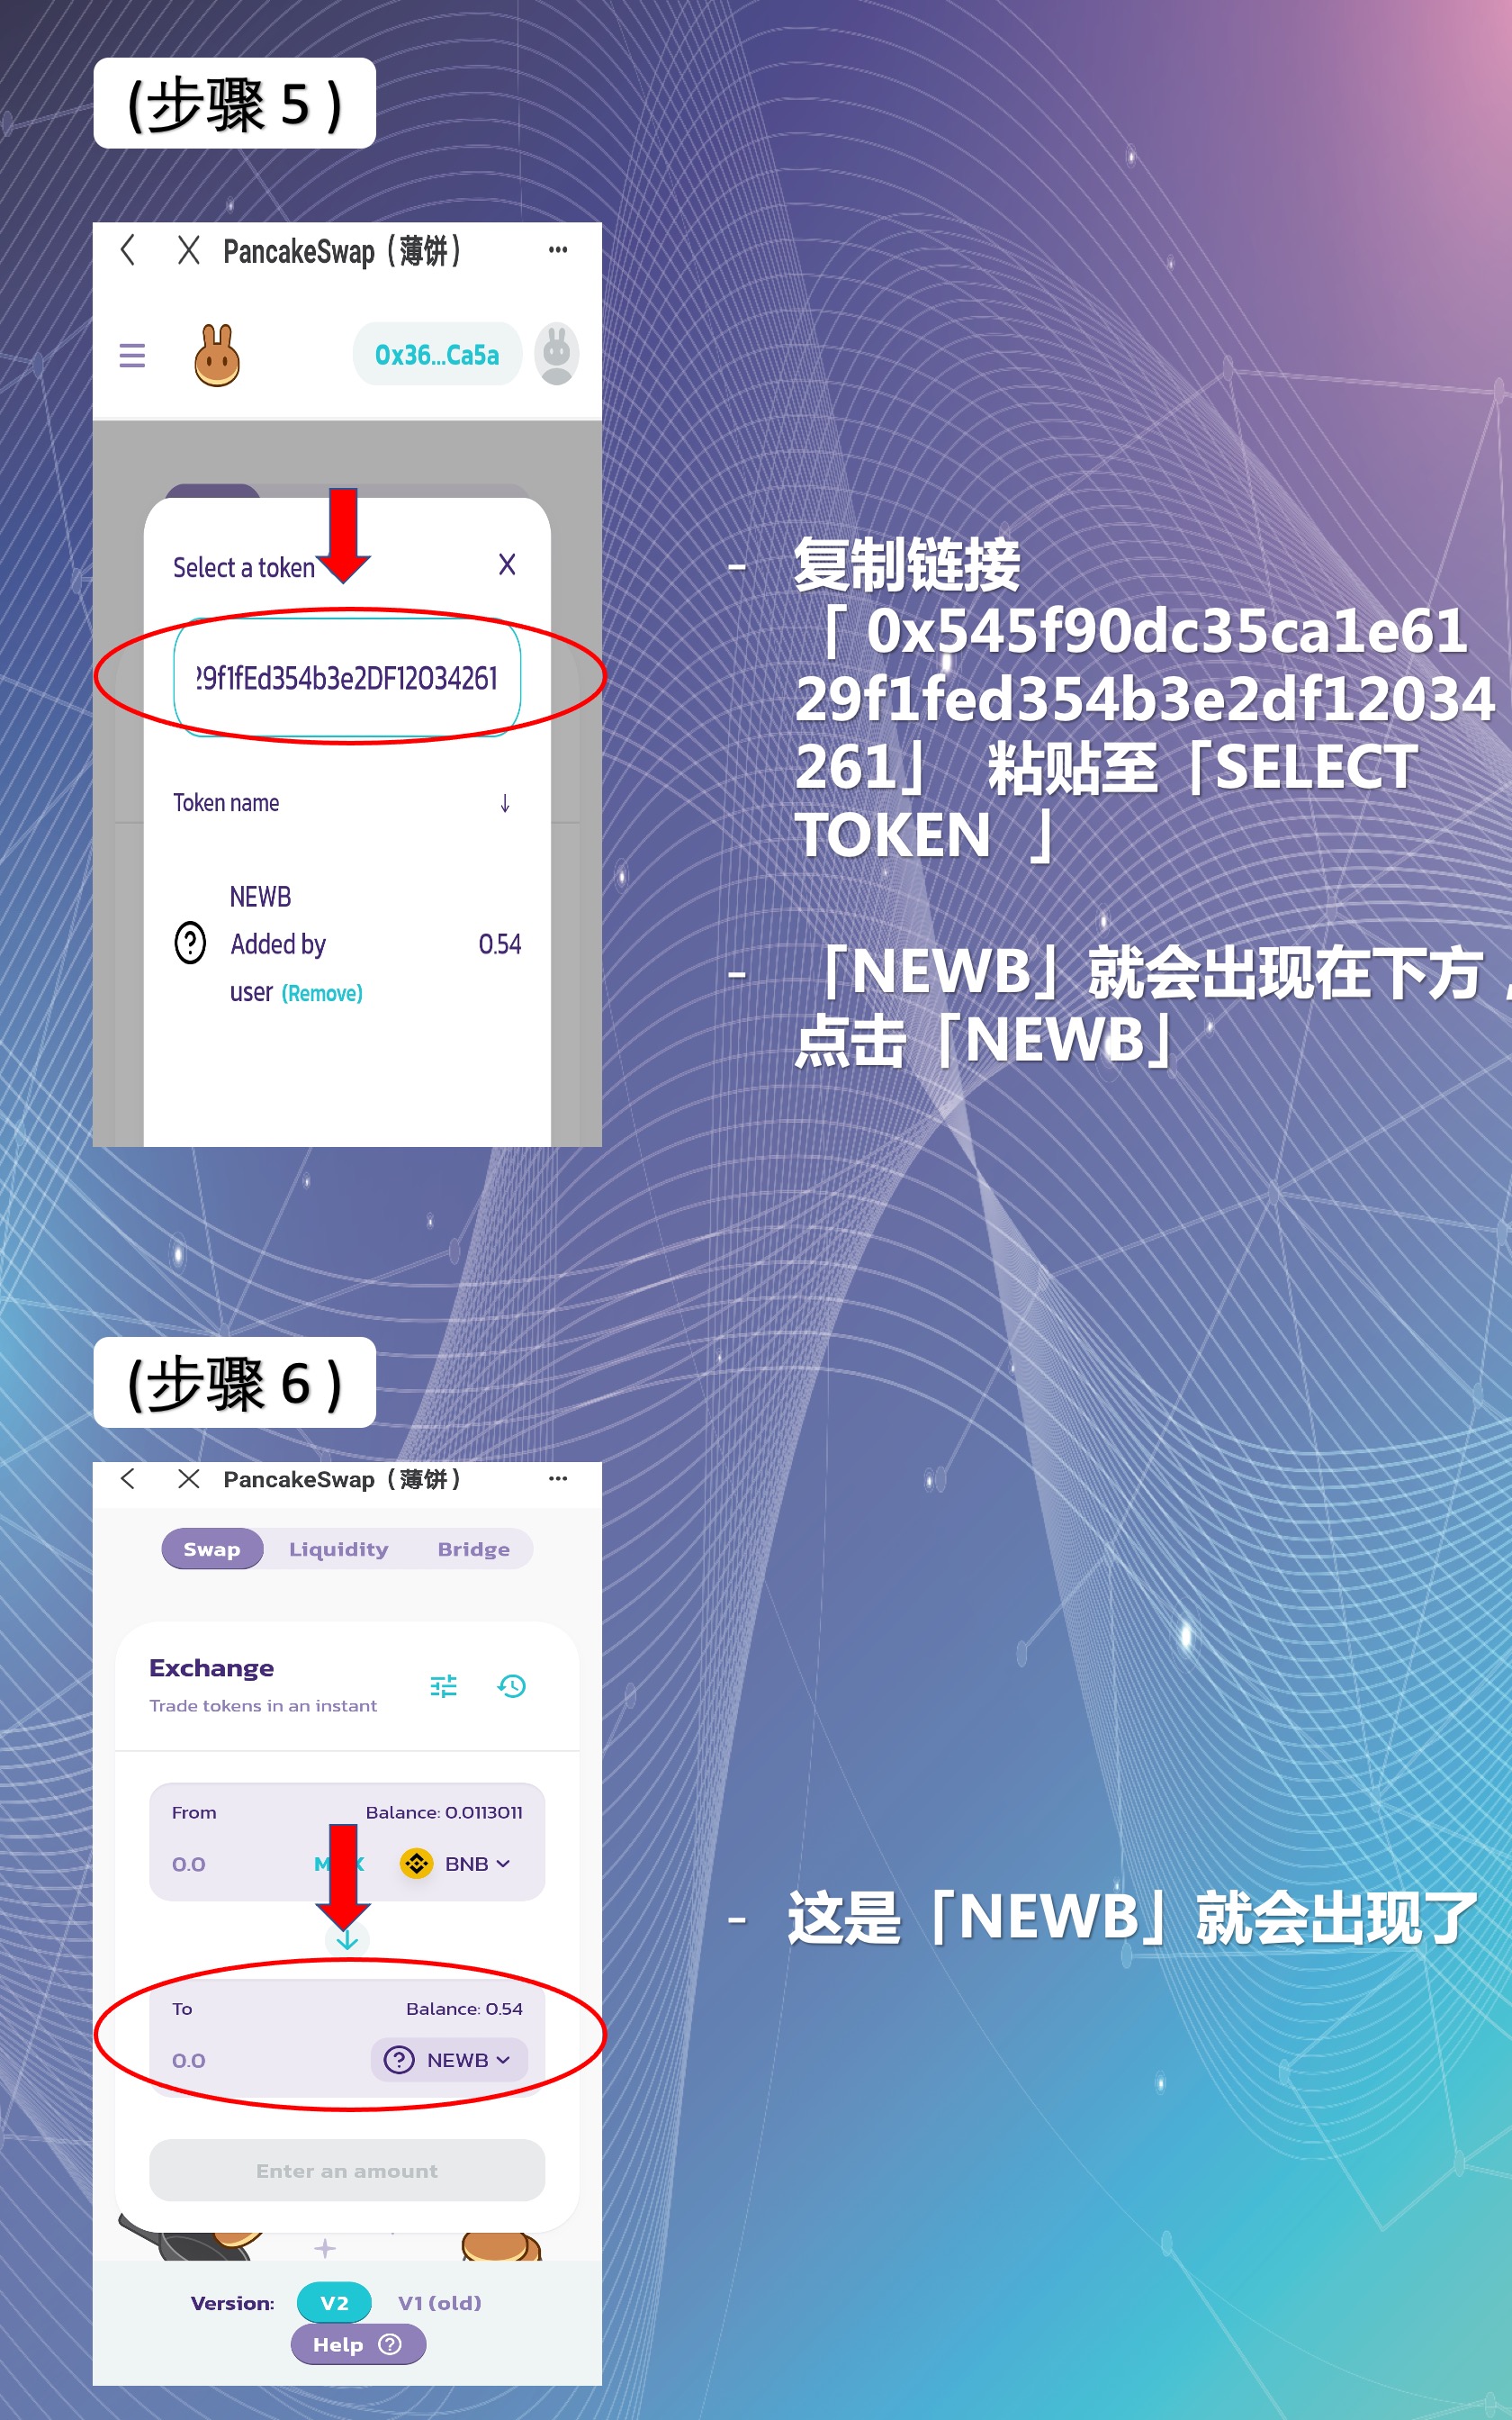 (步骤 5 )
PancakeSwap（薄饼）
0x36...Ca5a
Select a token
29f1fEd354b3e2DF12034261
Token name
NEWB
Added by
0.54
user (Remove)
- 复制链接
「 0x545f90dc35ca1e61
29f1fed354b3e2df12034
261」 粘贴至「SELECT
TOKEN 」
- 「NEWB」就会出现在下方，
点击「NEWB」
(步骤 6 )
PancakeSwap（薄饼）
Swap Liquidity Bridge
Exchange
Trade tokens in an instant
From Balance: 0.0113011
0.0 BNB
To Balance: 0.54
0.0 NEWB
Enter an amount
Version: V2 V1 (old)
Help
- 这是「NEWB」就会出现了